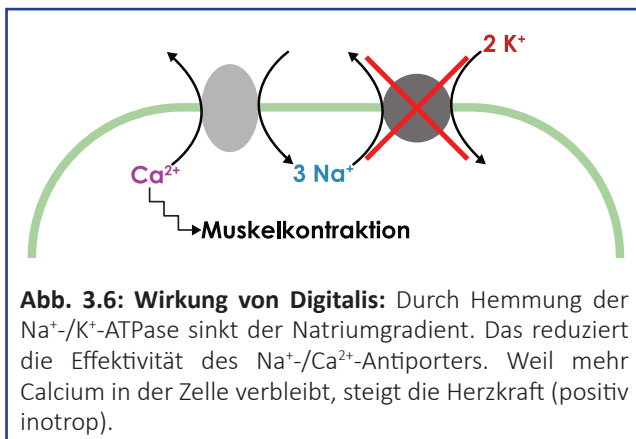 2 K⁺
Ca²⁺
3 Na⁺
Muskelkontraktion
Abb. 3.6: Wirkung von Digitalis: Durch Hemmung der
Na⁺-/K⁺-ATPase sinkt der Natriumgradient. Das reduziert
die Effektivität des Na⁺-/Ca²⁺-Antiporters. Weil mehr
Calcium in der Zelle verbleibt, steigt die Herzkraft (positiv
inotrop).